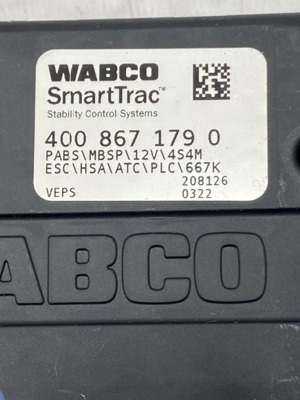 WABCO
SmartTrac™
Stability Control Systems
400 867 179 0
PABS\MBSP\12V\4S4M
ESC\HSA\ATC\PLC\667K
208126
VEPS 0322
ABCO